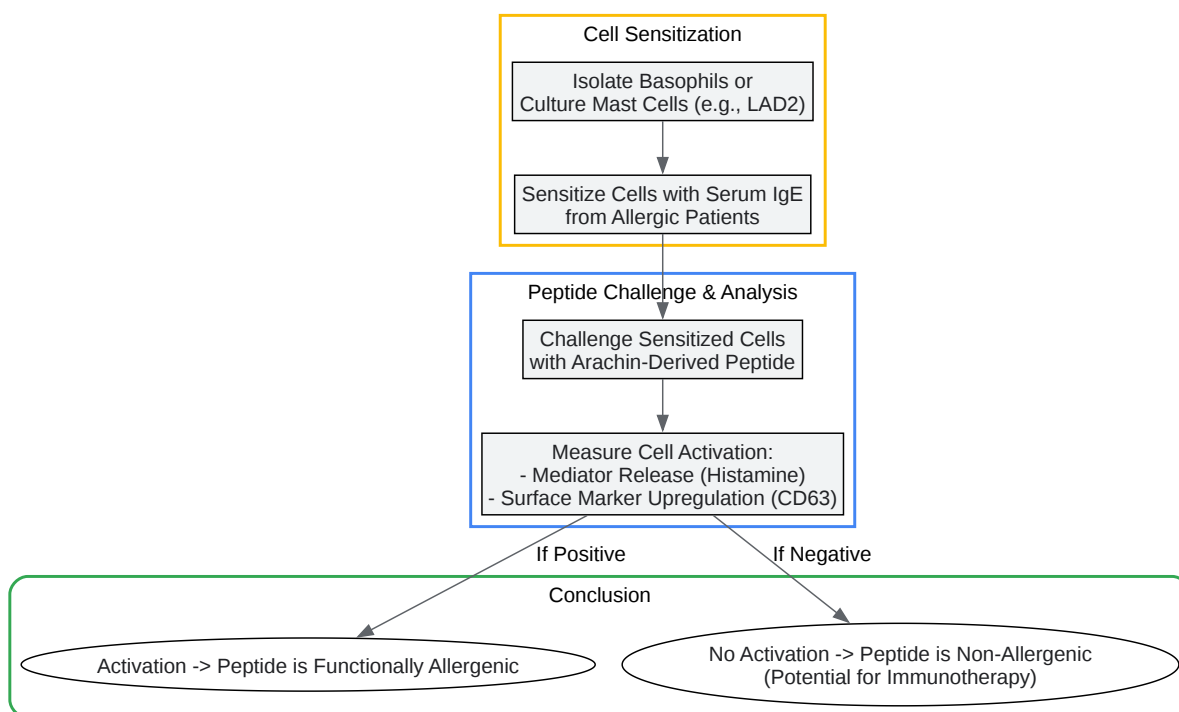 Cell Sensitization
Isolate Basophils or
Culture Mast Cells (e.g., LAD2)
Sensitize Cells with Serum IgE
from Allergic Patients
Peptide Challenge & Analysis
Challenge Sensitized Cells
with Arachin-Derived Peptide
Measure Cell Activation:
- Mediator Release (Histamine)
- Surface Marker Upregulation (CD63)
If Positive
If Negative
Conclusion
Activation -> Peptide is Functionally Allergenic
No Activation -> Peptide is Non-Allergenic
(Potential for Immunotherapy)